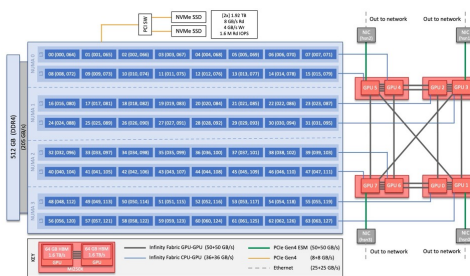 NVMe SSD
NVMe SSD
PCI SW
[2x] 1.92 TB
8 GB/s Rd
4 GB/s Wr
1.6 M Rd IOPS
Out to network
Out to network
NIC
NIC
512 GB (DDR4)
(205 GB/s)
00 (000, 064) 01 (001, 065) 02 (002, 066) 03 (003, 067) 04 (004, 068) 05 (005, 069) 06 (006, 070) 07 (007, 071)
08 (008, 072) 09 (009, 073) 10 (010, 074) 11 (011, 075) 12 (012, 076) 13 (013, 077) 14 (014, 078) 15 (015, 079)
16 (016, 080) 17 (017, 081) 18 (018, 082) 19 (019, 083) 20 (020, 084) 21 (021, 085) 22 (022, 086) 23 (023, 087)
24 (024, 088) 25 (025, 089) 26 (026, 090) 27 (027, 091) 28 (028, 092) 29 (029, 093) 30 (030, 094) 31 (031, 095)
32 (032, 096) 33 (033, 097) 34 (034, 098) 35 (035, 099) 36 (036, 100) 37 (037, 101) 38 (038, 102) 39 (039, 103)
40 (040, 104) 41 (041, 105) 42 (042, 106) 43 (043, 107) 44 (044, 108) 45 (045, 109) 46 (046, 110) 47 (047, 111)
48 (048, 112) 49 (049, 113) 50 (050, 114) 51 (051, 115) 52 (052, 116) 53 (053, 117) 54 (054, 118) 55 (055, 119)
56 (056, 120) 57 (057, 121) 58 (058, 122) 59 (059, 123) 60 (060, 124) 61 (061, 125) 62 (062, 126) 63 (063, 127)
GPU 5 GPU 4 GPU 2 GPU 3
GPU 7 GPU 6 GPU 0 GPU 1
NIC
NIC
Out to network
Out to network
KEY
64 GB HBM
1.6 TB/s
GPU
64 GB HBM
1.6 TB/s
GPU
MI250X
Infinity Fabric GPU-GPU (50+50 GB/s)
Infinity Fabric CPU-GPU (36+36 GB/s)
PCIe Gen4 ESM (50+50 GB/s)
PCIe Gen4 (8+8 GB/s)
Ethernet (25+25 GB/s)